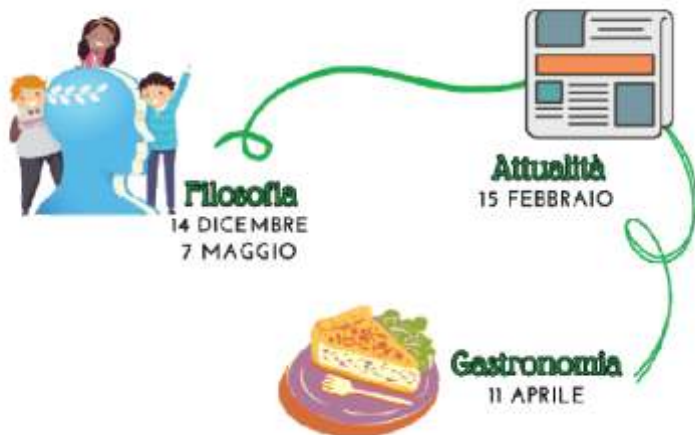 Filosofia
14 DICEMBRE
7 MAGGIO
Attualità
15 FEBBRAIO
Gastronomia
11 APRILE